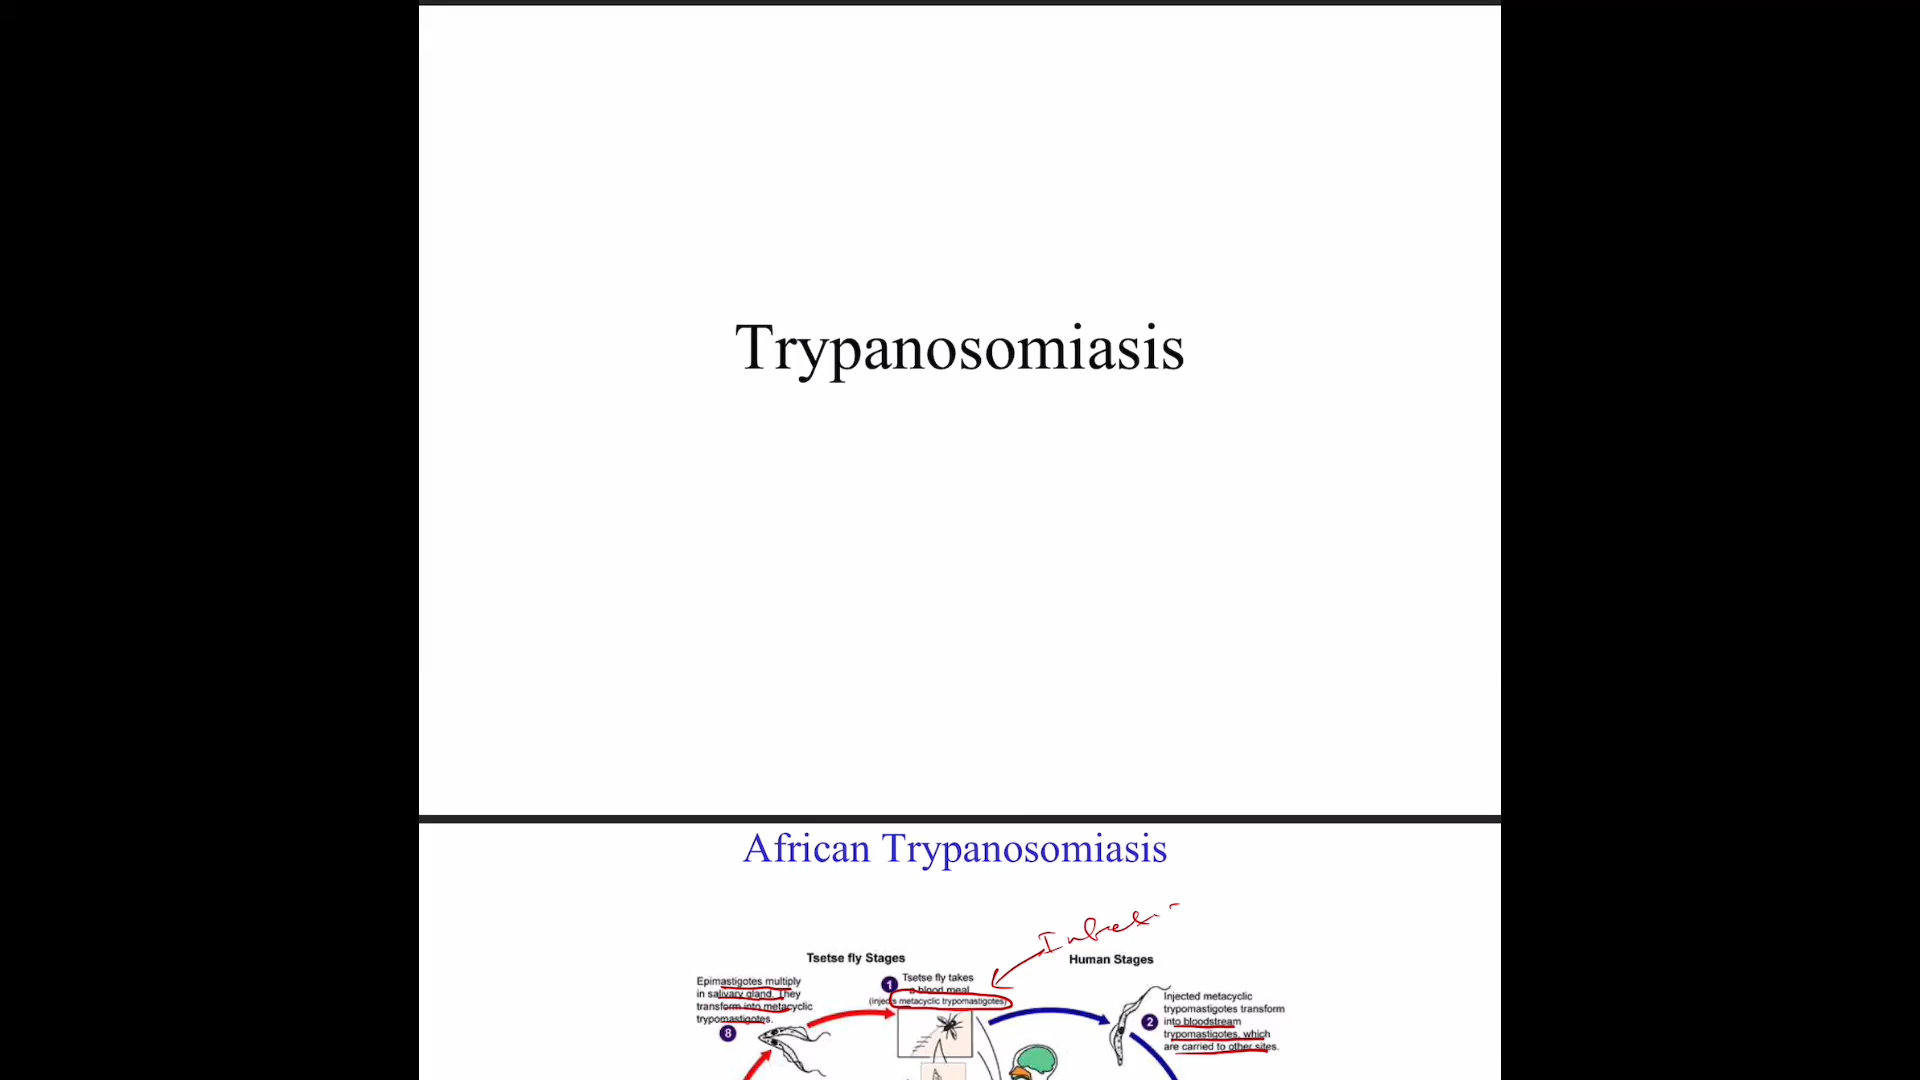 Trypanosomiasis
African Trypanosomiasis
Tsetse fly Stages
Human Stages
Epimastigotes multiply
in salivary gland. They
transform into metacyclic
trypomastigotes.
8
1
Tsetse fly takes
a blood meal
(injects metacyclic trypomastigotes)
2
Injected metacyclic
trypomastigotes transform
into bloodstream
trypomastigotes, which
are carried to other sites.